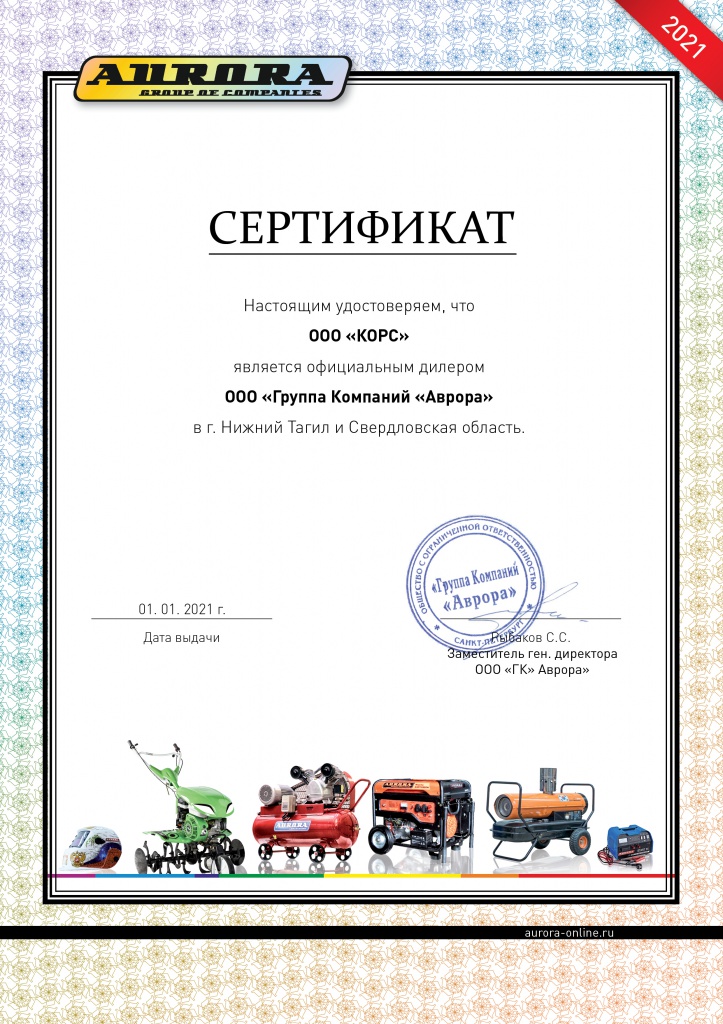 2021
AURORA
GROUP OF COMPANIES
СЕРТИФИКАТ
Настоящим удостоверяем, что
ООО «КОРС»
является официальным дилером
ООО «Группа Компаний «Аврора»
в г. Нижний Тагил и Свердловская область.
ОБЩЕСТВО С ОГРАНИЧЕННОЙ ОТВЕТСТВЕННОСТЬЮ
«Группа Компаний
«Аврора»
САНКТ-ПЕТЕРБУРГ
01. 01. 2021 г.
Дата выдачи
Рыбаков С.С.
Заместитель ген. директора
ООО «ГК» Аврора»
AURORA
AURORA
aurora-online.ru